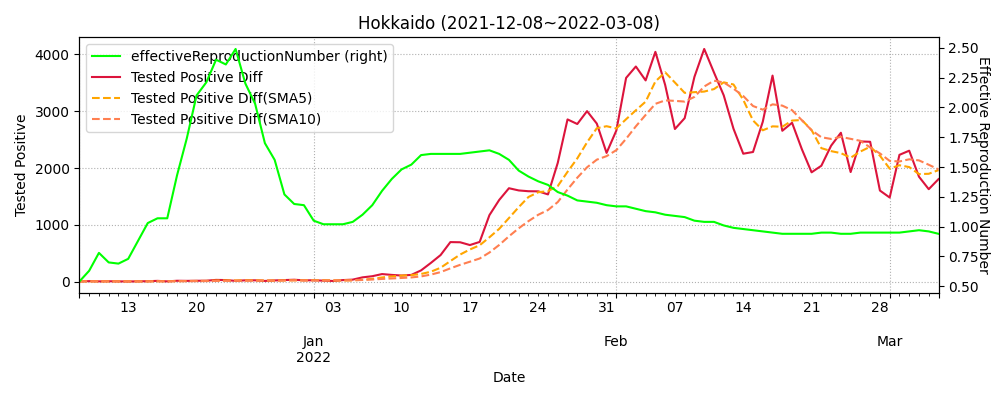 Hokkaido (2021-12-08~2022-03-08)
effectiveReproductionNumber (right)
Tested Positive Diff
Tested Positive Diff(SMA5)
Tested Positive Diff(SMA10)
Tested Positive
4000
3000
2000
1000
0
Effective Reproduction Number
2.50
2.25
2.00
1.75
1.50
1.25
1.00
0.75
0.50
13 20 27 03 10 17 24 31 07 14 21 28
Jan Feb Mar
2022
Date